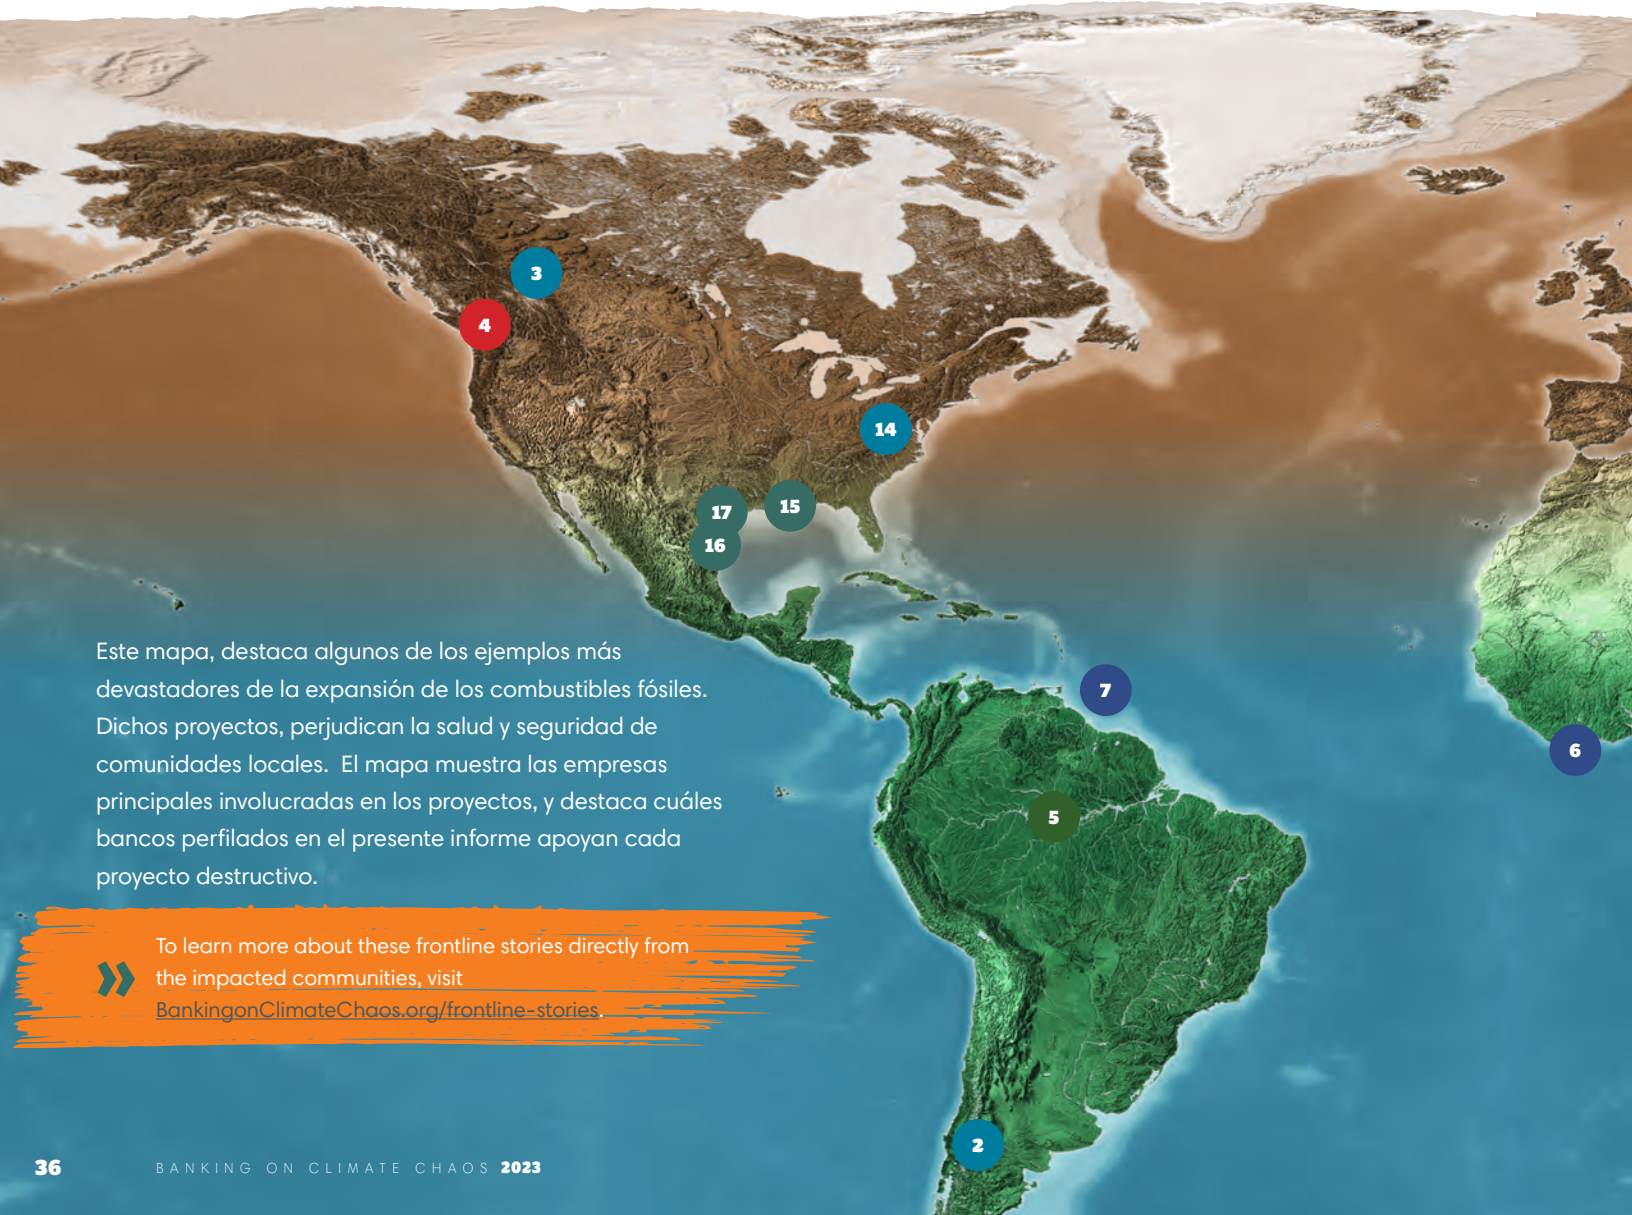 3
4
14
17
15
16
Este mapa, destaca algunos de los ejemplos más
devastadores de la expansión de los combustibles fósiles.
Dichos proyectos, perjudican la salud y seguridad de
comunidades locales.  El mapa muestra las empresas
principales involucradas en los proyectos, y destaca cuáles
bancos perfilados en el presente informe apoyan cada
proyecto destructivo.
7
6
5
To learn more about these frontline stories directly from
the impacted communities, visit
BankingonClimateChaos.org/frontline-stories.
2
36
BANKING ON CLIMATE CHAOS 2023